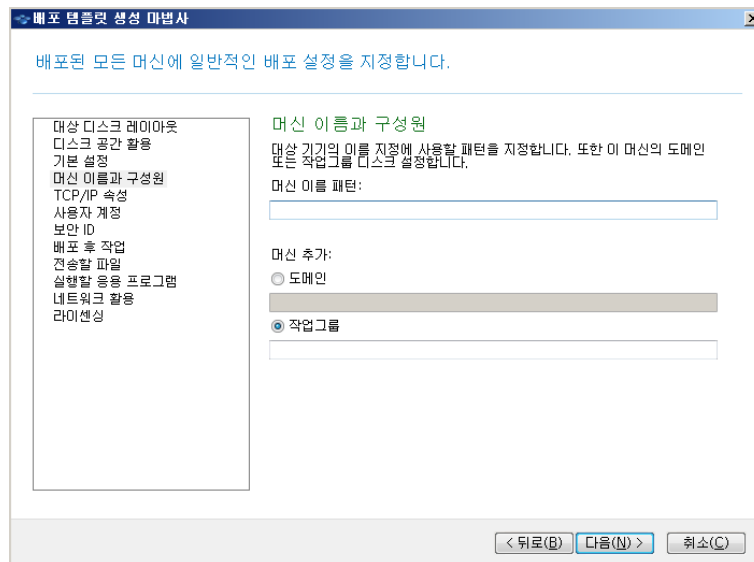 배포 템플릿 생성 마법사
배포된 모든 머신에 일반적인 배포 설정을 지정합니다.
대상 디스크 레이아웃
디스크 공간 활용
기본 설정
머신 이름과 구성원
TCP/IP 속성
사용자 계정
보안 ID
배포 후 작업
전송할 파일
실행할 응용 프로그램
네트워크 활용
라이센싱
머신 이름과 구성원
대상 기기의 이름 지정에 사용할 패턴을 지정합니다. 또한 이 머신의 도메인
또는 작업그룹 디스크 설정합니다.
머신 이름 패턴:
머신 추가:
도메인
작업그룹
< 뒤로(B)
다음(N) >
취소(C)